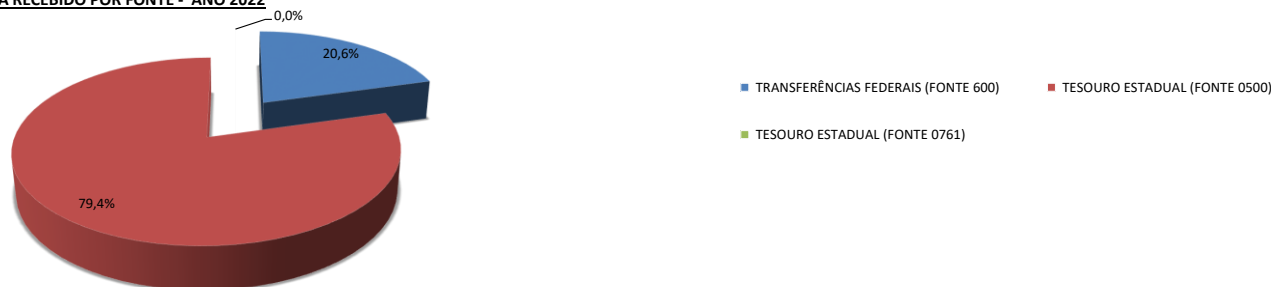 A RECEBIDO POR FONTE - ANO 2022
0,0%
20,6%
79,4%
TRANSFERÊNCIAS FEDERAIS (FONTE 600)
TESOURO ESTADUAL (FONTE 0500)
TESOURO ESTADUAL (FONTE 0761)